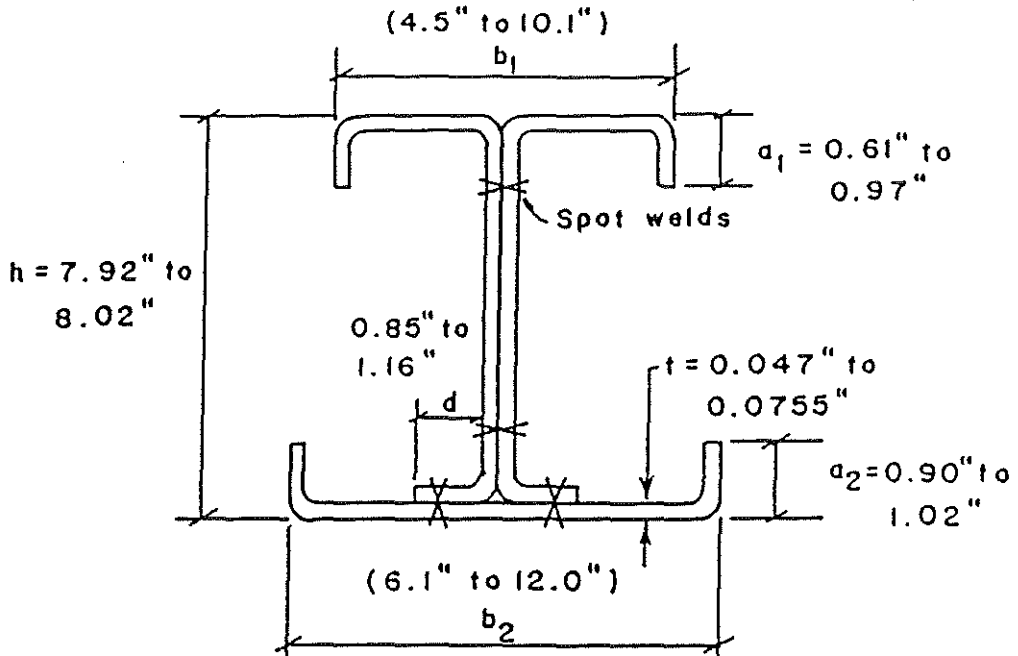 (4.5" to 10.1")
b₁
a₁ = 0.61" to
0.97"
Spot welds
h = 7.92" to
8.02"
0.85" to
1.16"
d
t = 0.047" to
0.0755"
a₂=0.90" to
1.02"
(6.1" to 12.0")
b₂